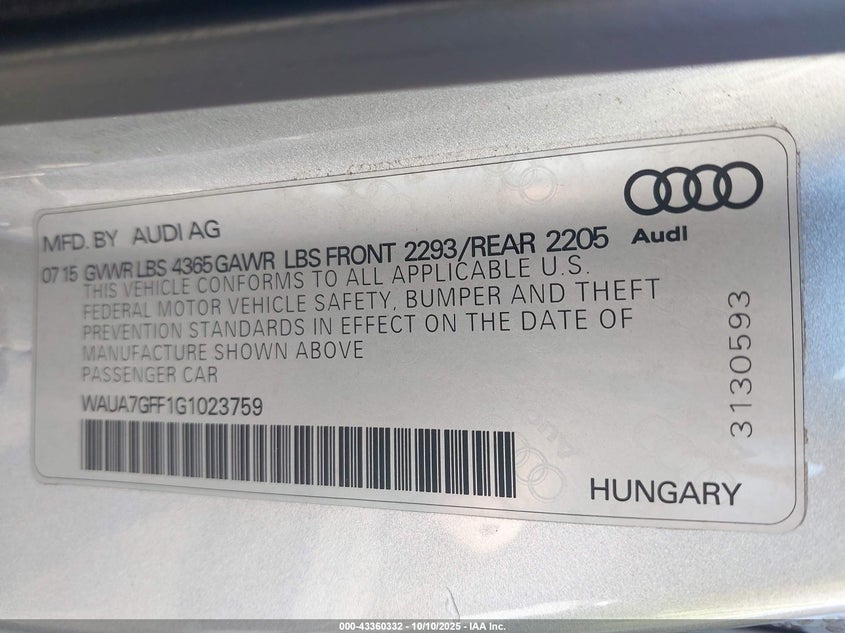 MFD. BY AUDI AG
Audi
07 15 GVWR LBS 4365 GAWR LBS FRONT 2293/REAR 2205
THIS VEHICLE CONFORMS TO ALL APPLICABLE U.S.
FEDERAL MOTOR VEHICLE SAFETY, BUMPER AND THEFT
PREVENTION STANDARDS IN EFFECT ON THE DATE OF
MANUFACTURE SHOWN ABOVE
PASSENGER CAR
WAUA7GFF1G1023759
HUNGARY
3130593
000-43360332 - 10/10/2025 - IAA Inc.